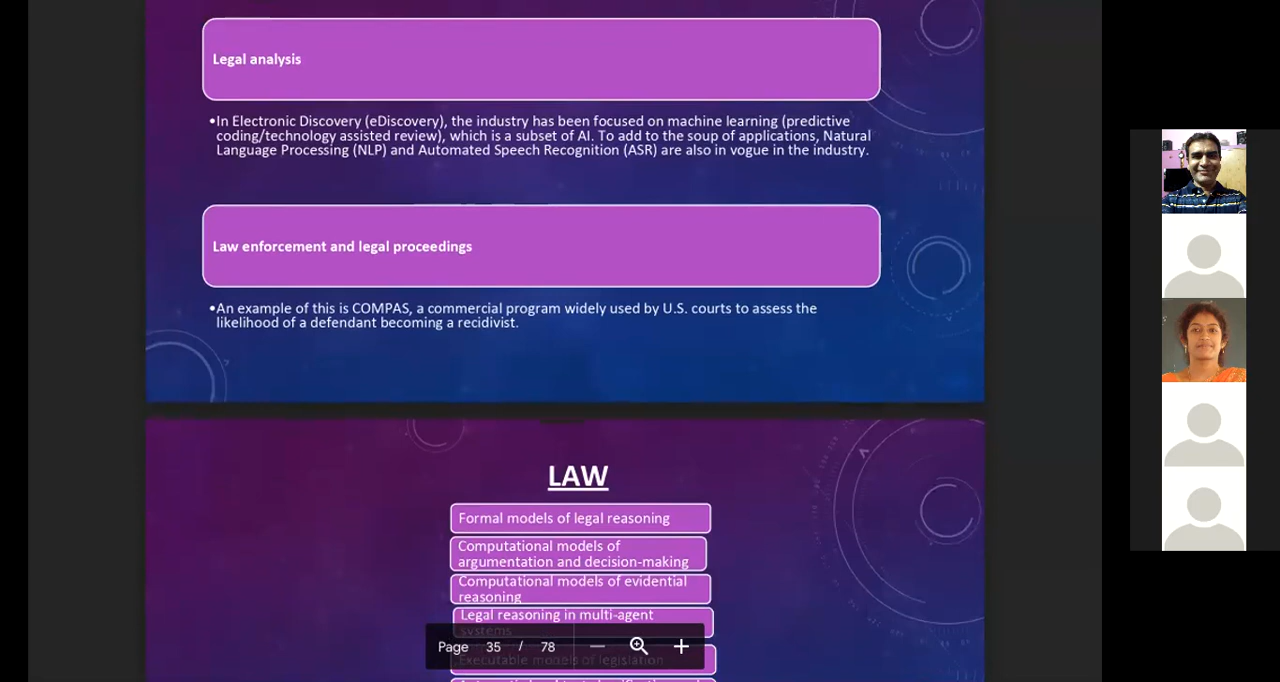 Legal analysis
•In Electronic Discovery (eDiscovery), the industry has been focused on machine learning (predictive
coding/technology assisted review), which is a subset of AI. To add to the soup of applications, Natural
Language Processing (NLP) and Automated Speech Recognition (ASR) are also in vogue in the industry.
Law enforcement and legal proceedings
•An example of this is COMPAS, a commercial program widely used by U.S. courts to assess the
likelihood of a defendant becoming a recidivist.
LAW
Formal models of legal reasoning
Computational models of
argumentation and decision-making
Computational models of evidential
reasoning
Legal reasoning in multi-agent
systems
Page 35 / 78
Executable models of legislation